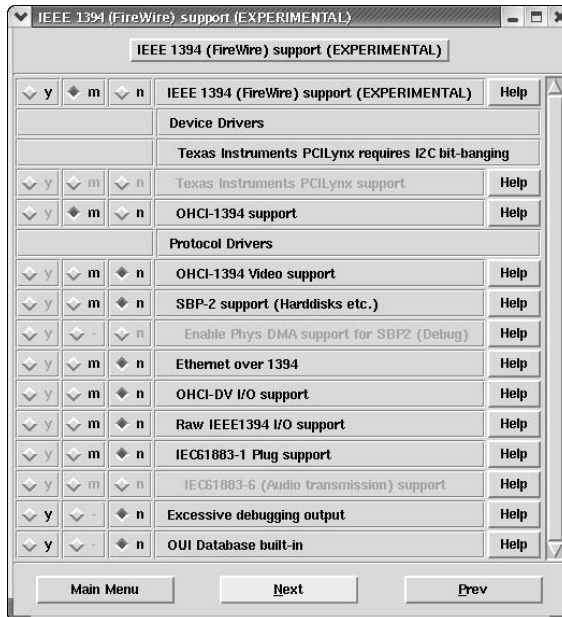 IEEE 1394 (FireWire) support (EXPERIMENTAL)
IEEE 1394 (FireWire) support (EXPERIMENTAL)
y m n IEEE 1394 (FireWire) support (EXPERIMENTAL) Help
Device Drivers
Texas Instruments PCILynx requires I2C bit-banging
y m n Texas Instruments PCILynx support Help
y m n OHCI-1394 support Help
Protocol Drivers
y m n OHCI-1394 Video support Help
y m n SBP-2 support (Harddisks etc.) Help
y - n Enable Phys DMA support for SBP2 (Debug) Help
y m n Ethernet over 1394 Help
y m n OHCI-DV I/O support Help
y m n Raw IEEE1394 I/O support Help
y m n IEC61883-1 Plug support Help
y m n IEC61883-6 (Audio transmission) support Help
y - n Excessive debugging output Help
y - n OUI Database built-in Help
Main Menu Next Prev